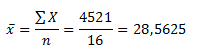 x̄ = ∑ X / n = 4521 / 16 = 28,5625